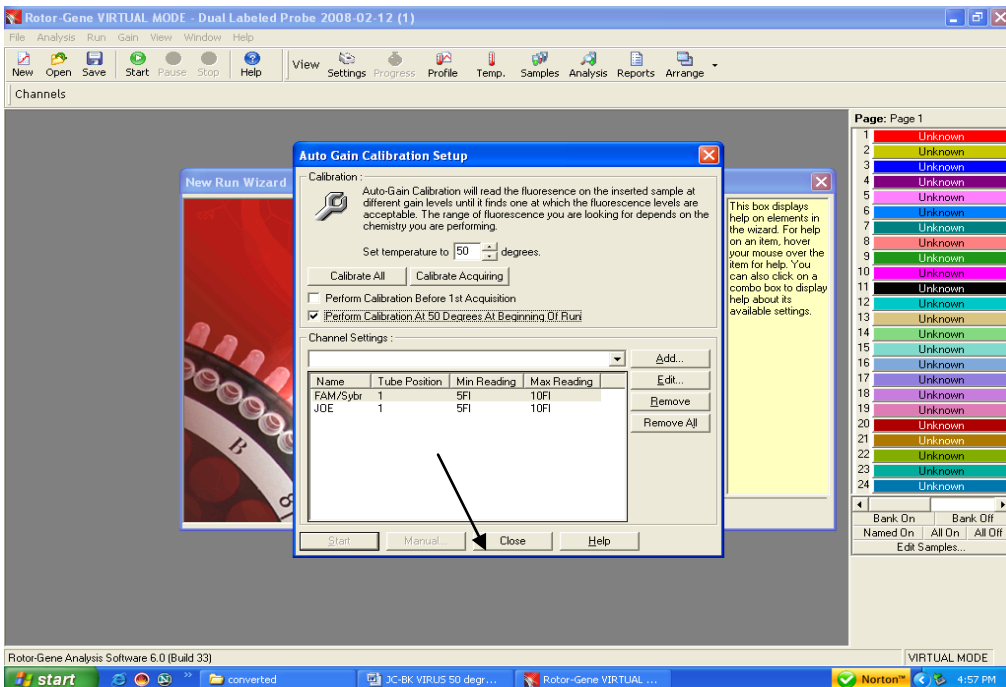 Rotor-Gene VIRTUAL MODE - Dual Labeled Probe 2008-02-12 (1)
File Analysis Run Gain View Window Help
New Open Save Start Pause Stop Help View Settings Progress Profile Temp. Samples Analysis Reports Arrange
Channels
Page: Page 1
1 Unknown
2 Unknown
3 Unknown
4 Unknown
5 Unknown
6 Unknown
7 Unknown
8 Unknown
9 Unknown
10 Unknown
11 Unknown
12 Unknown
13 Unknown
14 Unknown
15 Unknown
16 Unknown
17 Unknown
18 Unknown
19 Unknown
20 Unknown
21 Unknown
22 Unknown
23 Unknown
24 Unknown
Bank On Bank Off
Named On All On All Off
Edit Samples...
New Run Wizard
This box displays
help on elements in
the wizard. For help
on an item, hover
your mouse over the
item for help. You
can also click on a
combo box to display
help about its
available settings.
B
Auto Gain Calibration Setup
Calibration :
Auto-Gain Calibration will read the fluoresence on the inserted sample at
different gain levels until it finds one at which the fluorescence levels are
acceptable. The range of fluorescence you are looking for depends on the
chemistry you are performing.
Set temperature to 50 degrees.
Calibrate All Calibrate Acquiring
Perform Calibration Before 1st Acquisition
Perform Calibration At 50 Degrees At Beginning Of Run
Channel Settings :
Add...
Name Tube Position Min Reading Max Reading
FAM/Sybr 1 5Fl 10Fl
JOE 1 5Fl 10Fl
Edit...
Remove
Remove All
Start Manual... Close Help
Rotor-Gene Analysis Software 6.0 (Build 33) VIRTUAL MODE
start converted JC-BK VIRUS 50 degr... Rotor-Gene VIRTUAL ... Norton™ 4:57 PM